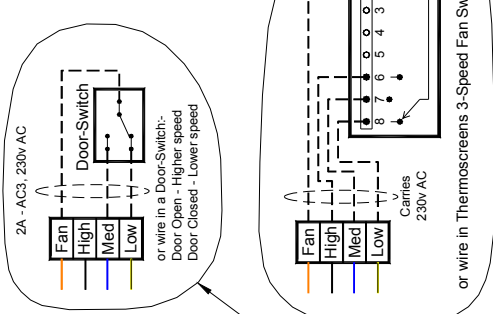 2A - AC3, 230v AC
Door-Switch
Fan
High
Med
Low
or wire in a Door-Switch:-
Door Open - Higher speed
Door Closed - Lower speed
3
4
5
6
7
8
Fan
High
Med
Low
Carries
230v AC
or wire in Thermoscreens 3-Speed Fan Sw